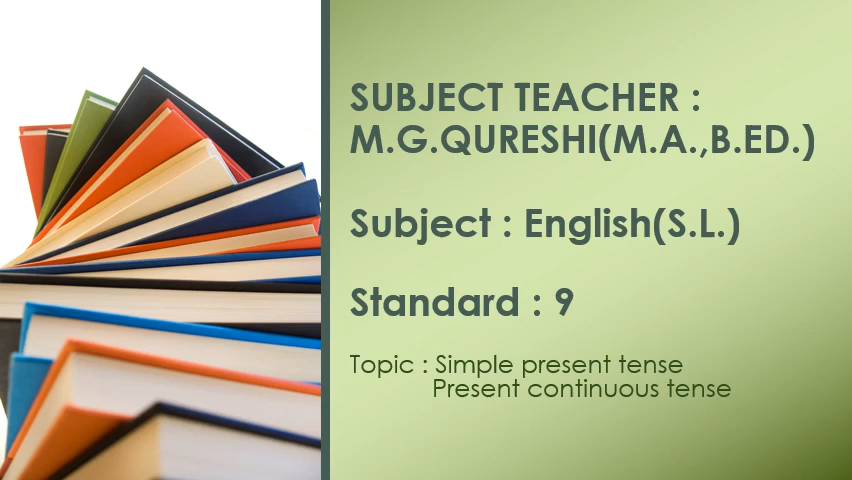 SUBJECT TEACHER :
M.G.QURESHI(M.A.,B.ED.)
Subject : English(S.L.)
Standard : 9
Topic : Simple present tense
Present continuous tense